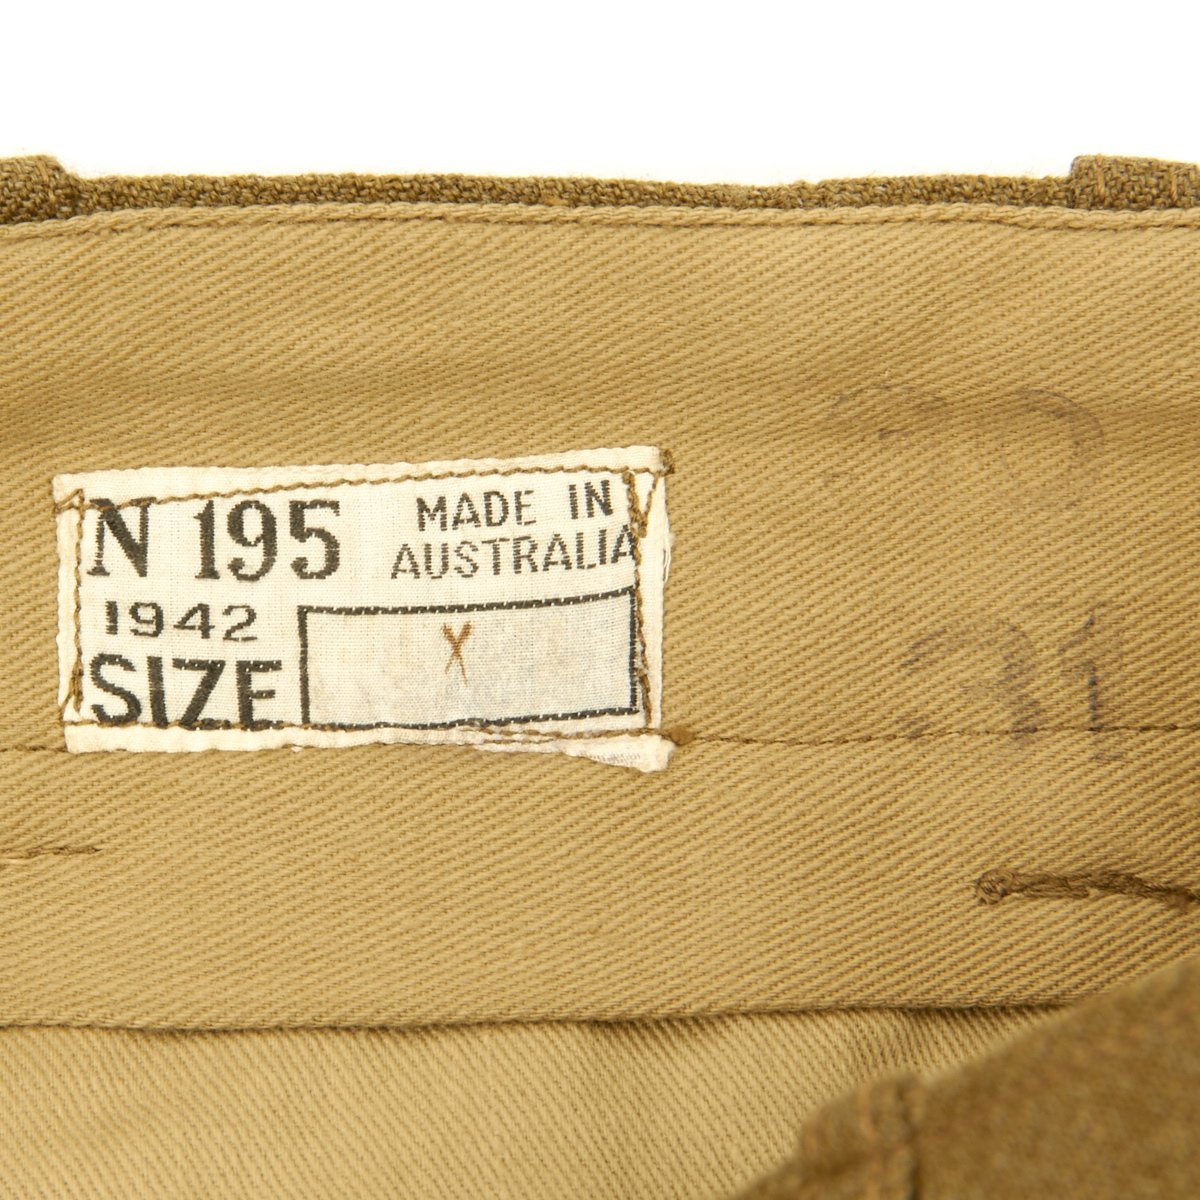 N 195 MADE IN
AUSTRALIA
1942
SIZE X